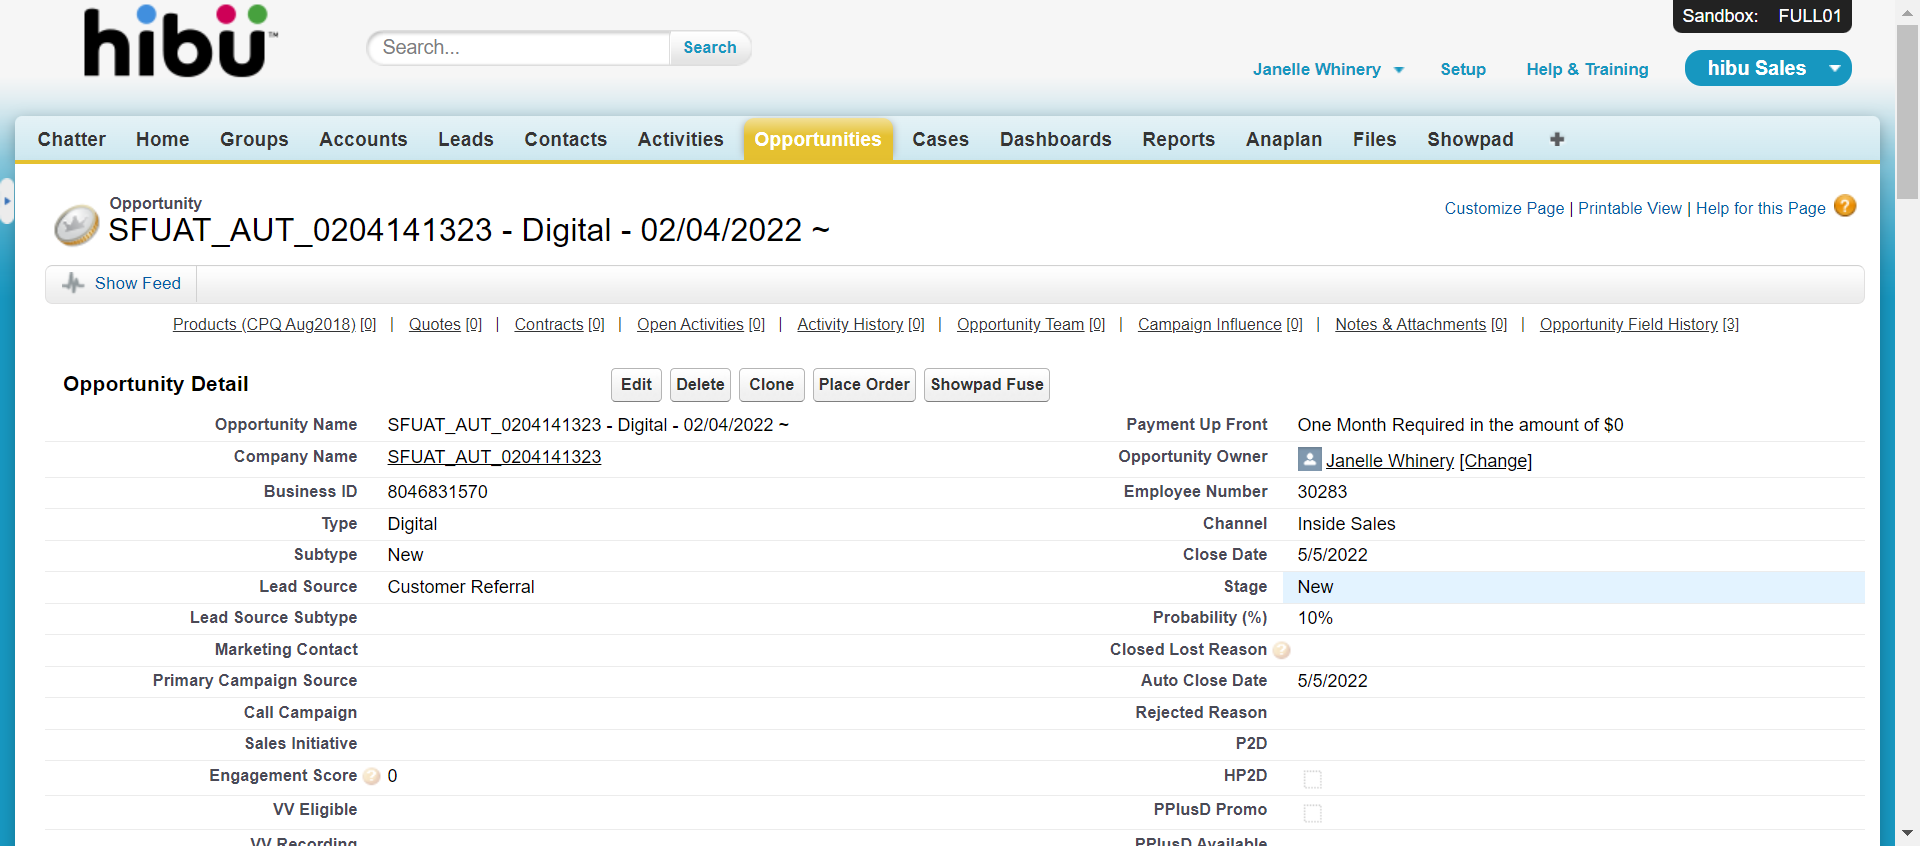 hibü™
Search...
Search
Sandbox: FULL01
Janelle Whinery
Setup
Help & Training
hibu Sales
Chatter Home Groups Accounts Leads Contacts Activities Opportunities Cases Dashboards Reports Anaplan Files Showpad
Opportunity
SFUAT_AUT_0204141323 - Digital - 02/04/2022 ~
Customize Page | Printable View | Help for this Page ?
Show Feed
Products (CPQ Aug2018) [0] | Quotes [0] | Contracts [0] | Open Activities [0] | Activity History [0] | Opportunity Team [0] | Campaign Influence [0] | Notes & Attachments [0] | Opportunity Field History [3]
Opportunity Detail
Edit Delete Clone Place Order Showpad Fuse
Opportunity Name SFUAT_AUT_0204141323 - Digital - 02/04/2022 ~ Payment Up Front One Month Required in the amount of $0
Company Name SFUAT_AUT_0204141323 Opportunity Owner Janelle Whinery [Change]
Business ID 8046831570 Employee Number 30283
Type Digital Channel Inside Sales
Subtype New Close Date 5/5/2022
Lead Source Customer Referral Stage New
Lead Source Subtype Probability (%) 10%
Marketing Contact Closed Lost Reason ?
Primary Campaign Source Auto Close Date 5/5/2022
Call Campaign Rejected Reason
Sales Initiative P2D
Engagement Score ? 0 HP2D
VV Eligible PPlusD Promo
VV Recording PPlusD Available